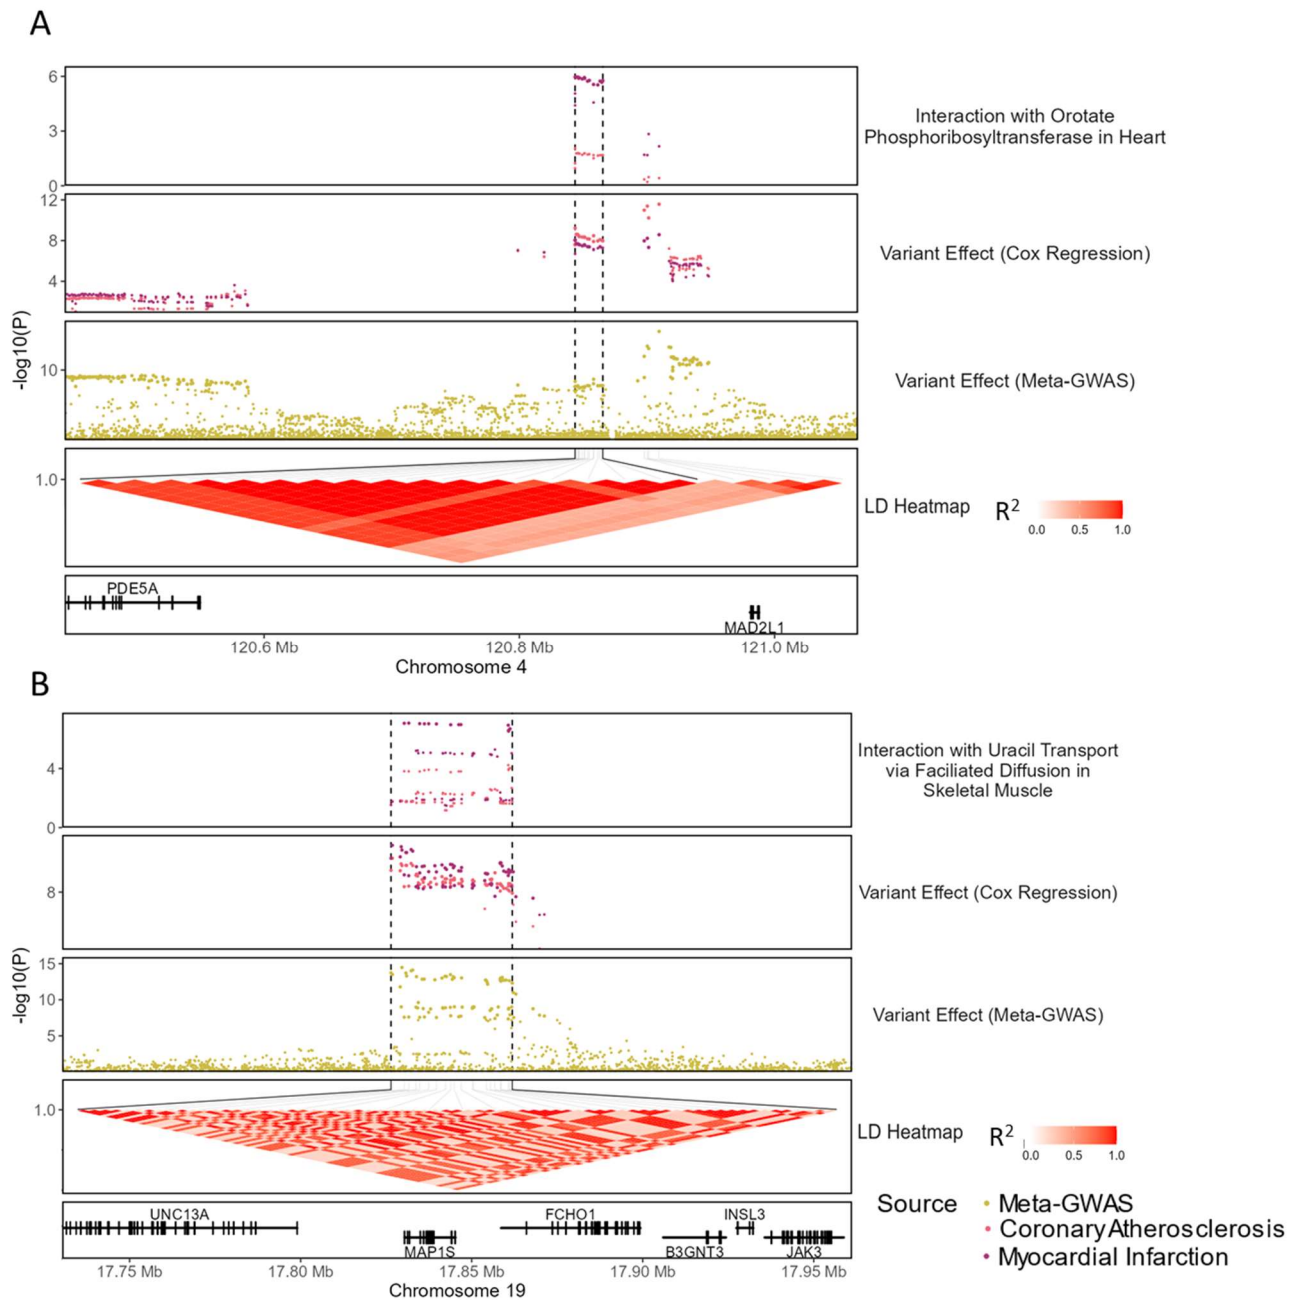 A
6
3
0
Interaction with Orotate
Phosphoribosyltransferase in Heart
12
8
4
Variant Effect (Cox Regression)
-log10(P)
10
Variant Effect (Meta-GWAS)
1.0
LD Heatmap R2
0.0 0.5 1.0
PDE5A
MAD2L1
120.6 Mb 120.8 Mb 121.0 Mb
Chromosome 4
B
4
0
Interaction with Uracil Transport
via Faciliated Diffusion in
Skeletal Muscle
8
Variant Effect (Cox Regression)
-log10(P)
15
10
5
Variant Effect (Meta-GWAS)
1.0
LD Heatmap R2
0.0 0.5 1.0
UNC13A FCHO1 INSL3
MAP1S B3GNT3 JAK3
17.75 Mb 17.80 Mb 17.85 Mb 17.90 Mb 17.95 Mb
Chromosome 19
Source
Meta-GWAS
Coronary Atherosclerosis
Myocardial Infarction